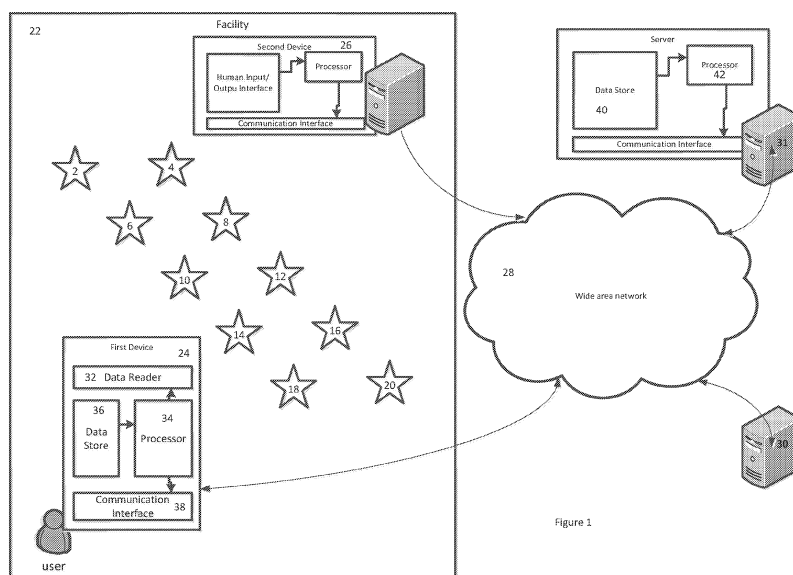 22
Facility
Second Device
26
Human Input/
Outpu Interface
Processor
Communication Interface
Server
Data Store
40
Processor
42
Communication Interface
31
2
4
6
8
10
12
14
16
18
20
28
Wide area network
First Device
24
32 Data Reader
36
Data
Store
34
Processor
Communication
Interface
38
30
user
Figure 1